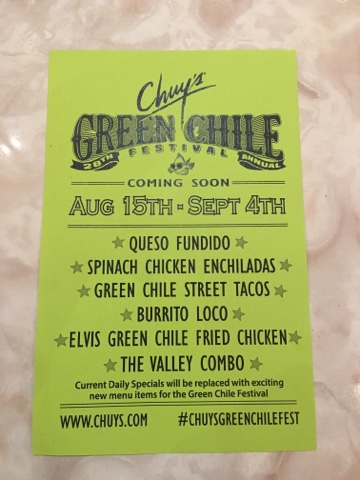 Chuy's
GREEN CHILE
FESTIVAL
28TH ANNUAL
COMING SOON
AUG 15TH - SEPT 4TH
QUESO FUNDIDO
SPINACH CHICKEN ENCHILADAS
GREEN CHILE STREET TACOS
BURRITO LOCO
ELVIS GREEN CHILE FRIED CHICKEN
THE VALLEY COMBO
Current Daily Specials will be replaced with exciting
new menu items for the Green Chile Festival
WWW.CHUYS.COM #CHUYSGREENCHILEFEST